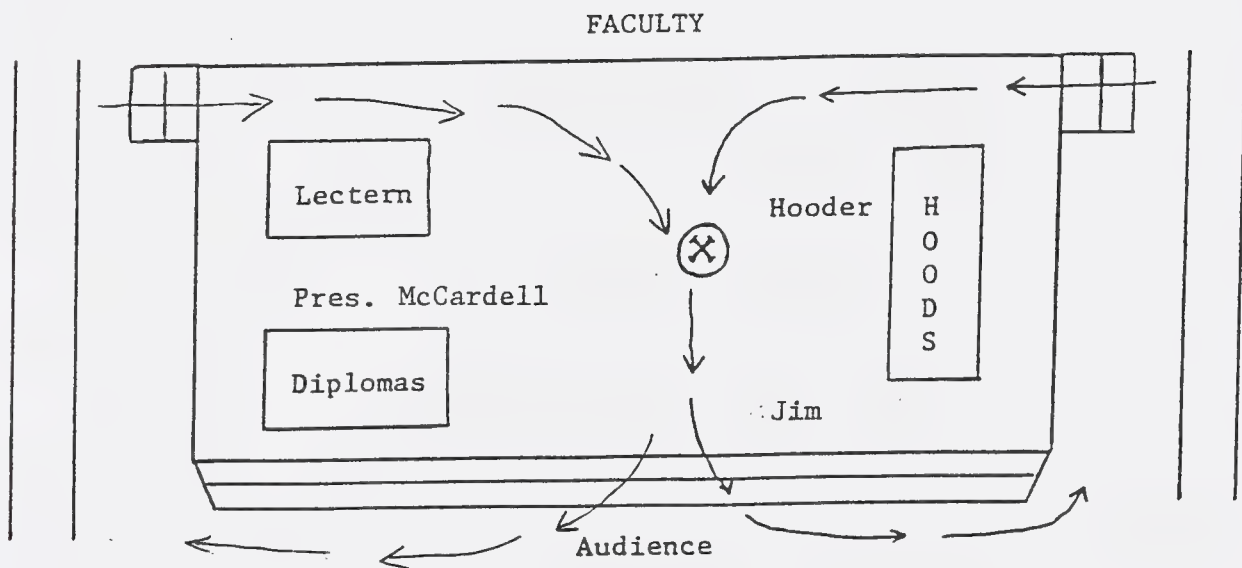 FACULTY
Lectern
Hooder
H
O
O
D
S
X
Pres. McCardell
Diplomas
Jim
Audience